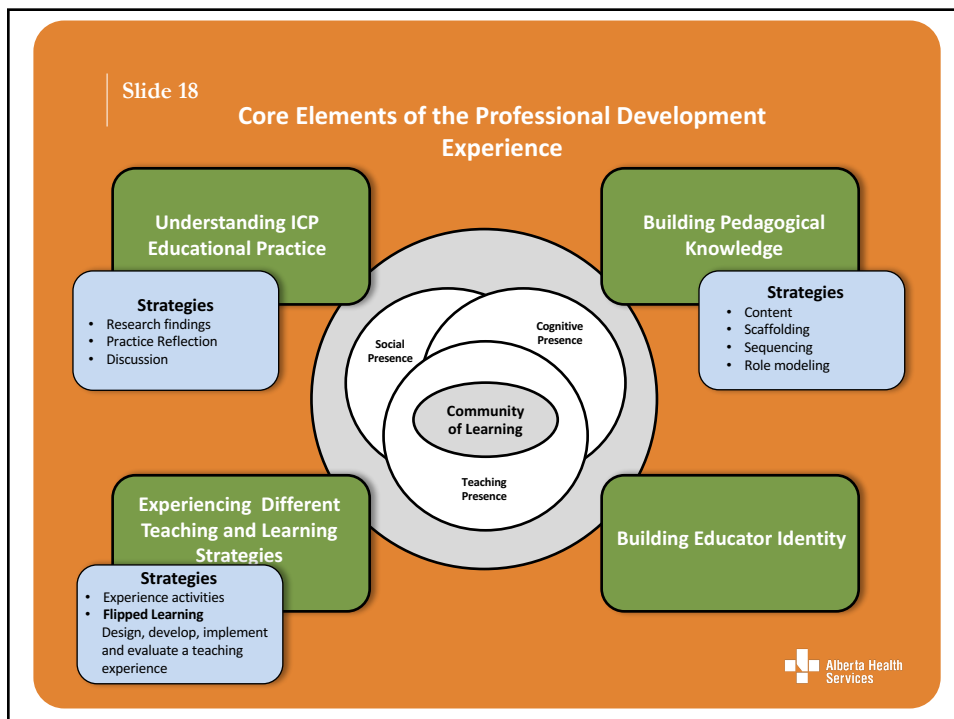 Slide 18
Core Elements of the Professional Development
Experience
Understanding ICP
Educational Practice
Strategies
• Research findings
• Practice Reflection
• Discussion
Building Pedagogical
Knowledge
Strategies
• Content
• Scaffolding
• Sequencing
• Role modeling
Social
Presence
Cognitive
Presence
Community
of Learning
Teaching
Presence
Experiencing Different
Teaching and Learning
Strategies
Strategies
• Experience activities
• Flipped Learning
Design, develop, implement
and evaluate a teaching
experience
Building Educator Identity
Alberta Health
Services